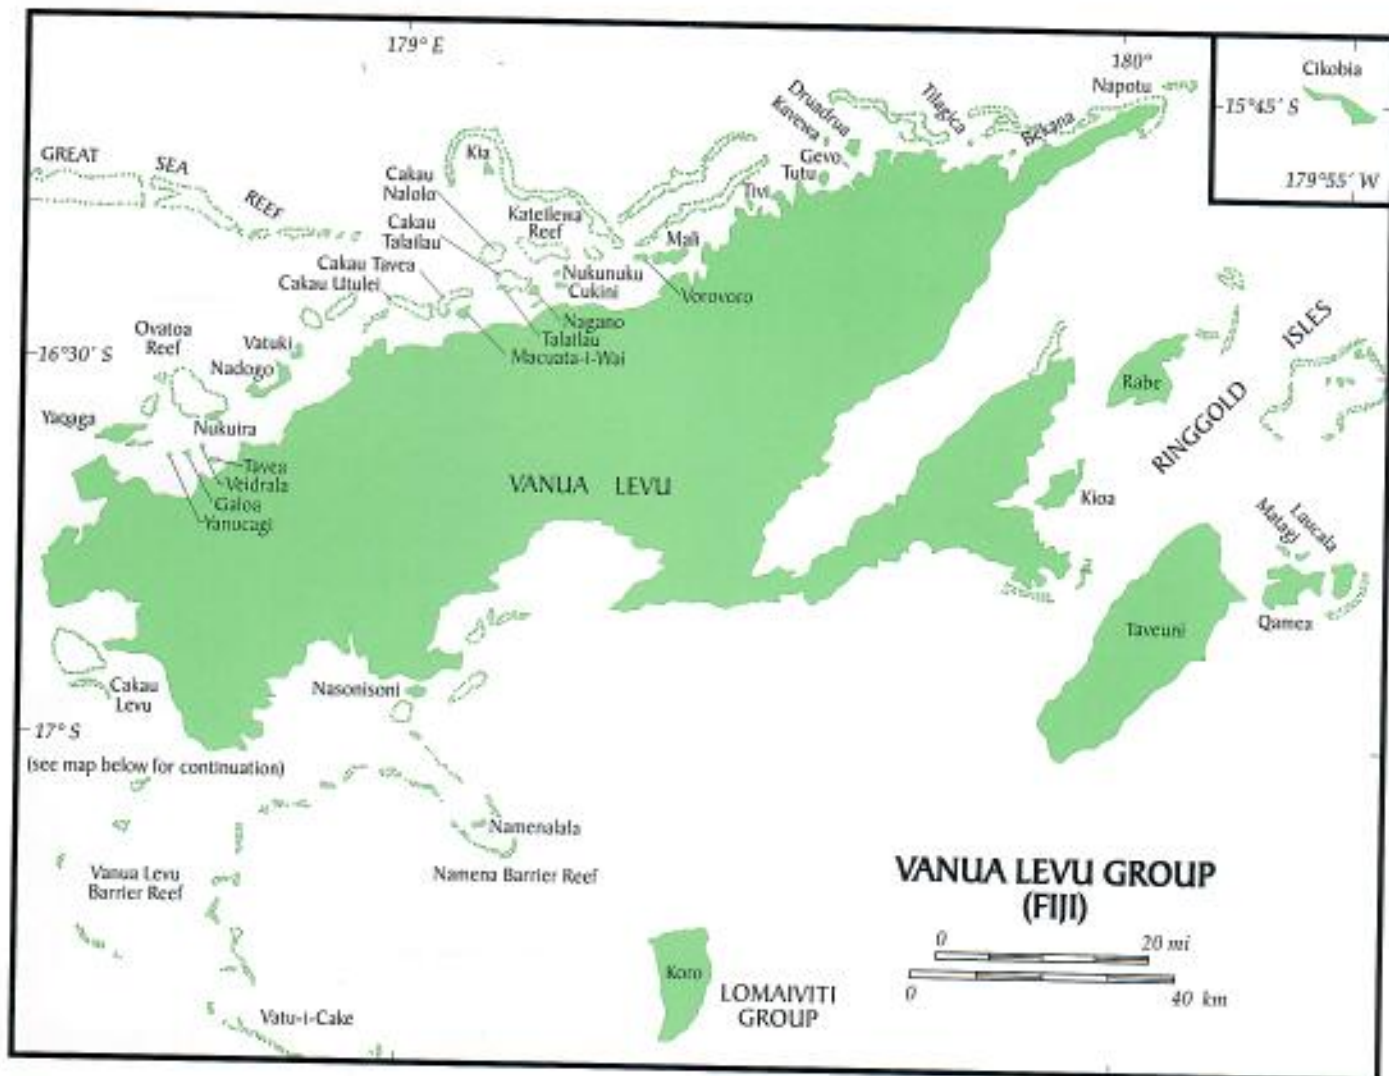 179° E
180°
Napotu
Cikobia
15°45′ S
179°55′ W
GREAT
SEA
REEF
Kia
Druadrua
Kavewa
Tilagica
Bekana
Gevo
Tutu
Tivi
Cakau
Nalolo
Cakau
Talailau
Kateilewa
Reef
Mali
Cakau Tavea
Cakau Utulei
Nukunuku
Cukini
Vorovoro
Nagano
Talailau
Macuata-i-Wai
Ovatoa
Reef
Vatuki
Nadogo
16°30′ S
Yaqaga
Nukuira
Tavea
Veidrala
Galoa
Yanucagi
VANUA LEVU
Rabe
RINGGOLD
ISLES
Kioa
Matagi
Laucala
Qamea
Taveuni
Cakau
Levu
Nasonisoni
17° S
(see map below for continuation)
Namenalala
Namena Barrier Reef
Vanua Levu
Barrier Reef
Vatu-i-Cake
Koro
LOMAIVITI
GROUP
VANUA LEVU GROUP
(FIJI)
0 20 mi
0 40 km